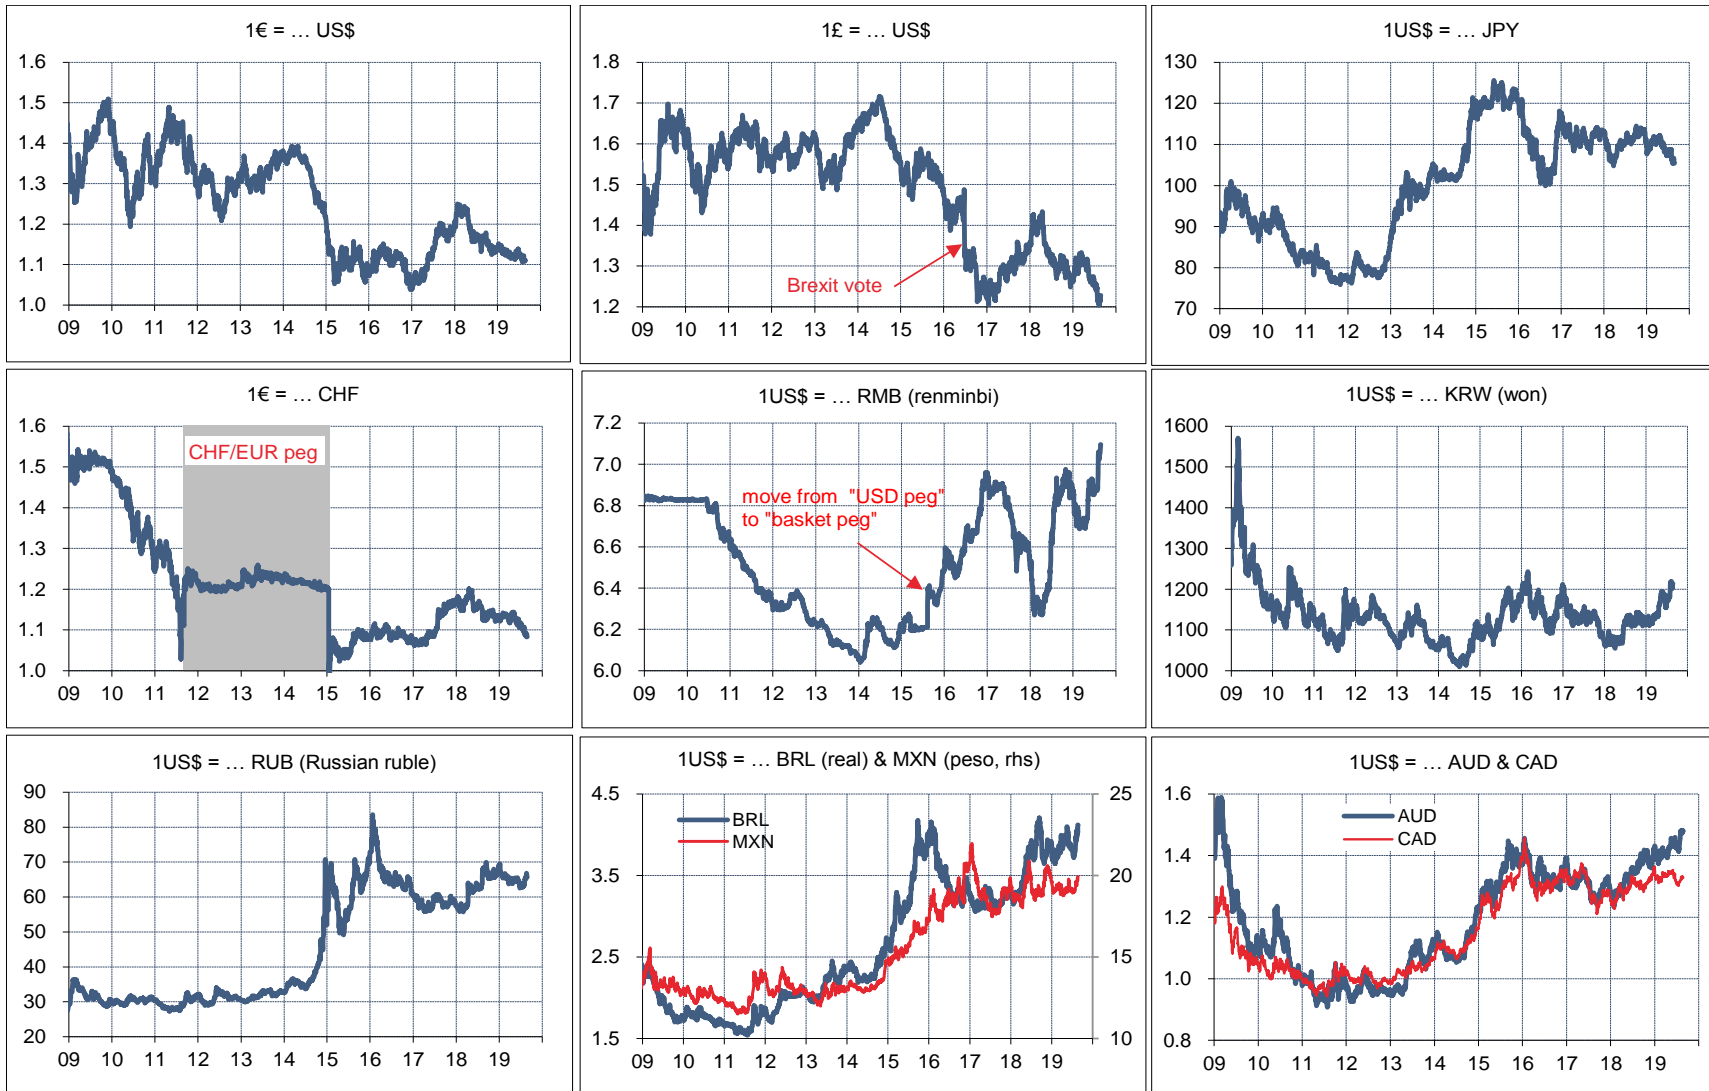 1€ = … US$
1.6
1.5
1.4
1.3
1.2
1.1
1.0
09 10 11 12 13 14 15 16 17 18 19
1£ = … US$
1.8
1.7
1.6
1.5
1.4
1.3
1.2
Brexit vote
09 10 11 12 13 14 15 16 17 18 19
1US$ = … JPY
130
120
110
100
90
80
70
09 10 11 12 13 14 15 16 17 18 19
1€ = … CHF
1.6
1.5
1.4
1.3
1.2
1.1
1.0
CHF/EUR peg
09 10 11 12 13 14 15 16 17 18 19
1US$ = … RMB (renminbi)
7.2
7.0
6.8
6.6
6.4
6.2
6.0
move from "USD peg"
to "basket peg"
09 10 11 12 13 14 15 16 17 18 19
1US$ = … KRW (won)
1600
1500
1400
1300
1200
1100
1000
09 10 11 12 13 14 15 16 17 18 19
1US$ = … RUB (Russian ruble)
90
80
70
60
50
40
30
20
09 10 11 12 13 14 15 16 17 18 19
1US$ = … BRL (real) & MXN (peso, rhs)
4.5
3.5
2.5
1.5
BRL
MXN
25
20
15
10
09 10 11 12 13 14 15 16 17 18 19
1US$ = … AUD & CAD
1.6
1.4
1.2
1.0
0.8
AUD
CAD
09 10 11 12 13 14 15 16 17 18 19